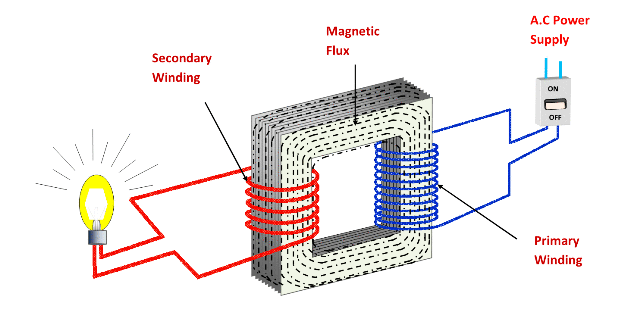 A.C Power
Supply
Magnetic
Flux
Secondary
Winding
ON
OFF
Primary
Winding